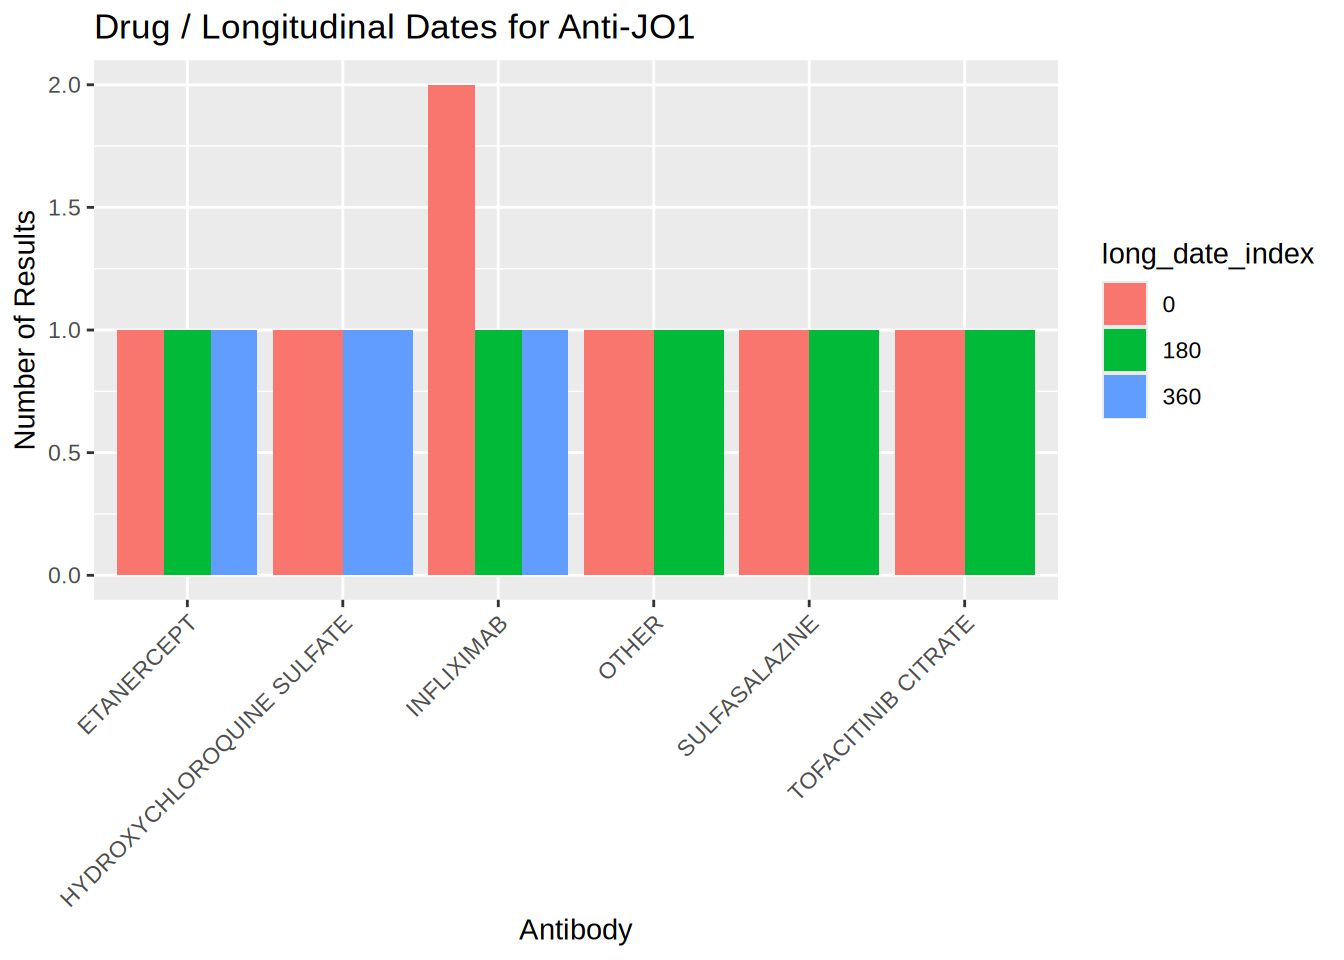 Drug / Longitudinal Dates for Anti-JO1
Number of Results
2.0
1.5
1.0
0.5
0.0
ETANERCEPT
HYDROXYCHLOROQUINE SULFATE
INFLIXIMAB
OTHER
SULFASALAZINE
TOFACITINIB CITRATE
Antibody
long_date_index
0
180
360